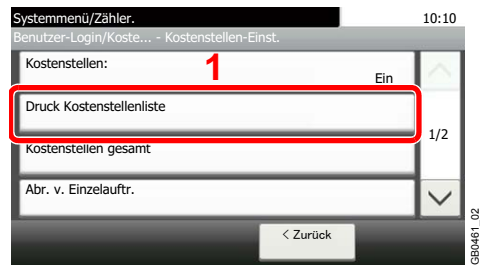 Systemmenü/Zähler.
10:10
Benutzer-Login/Koste... - Kostenstellen-Einst.
Kostenstellen:
1
Ein
Druck Kostenstellenliste
1/2
Kostenstellen gesamt
Abr. v. Einzelauftr.
< Zurück
GB0461_02